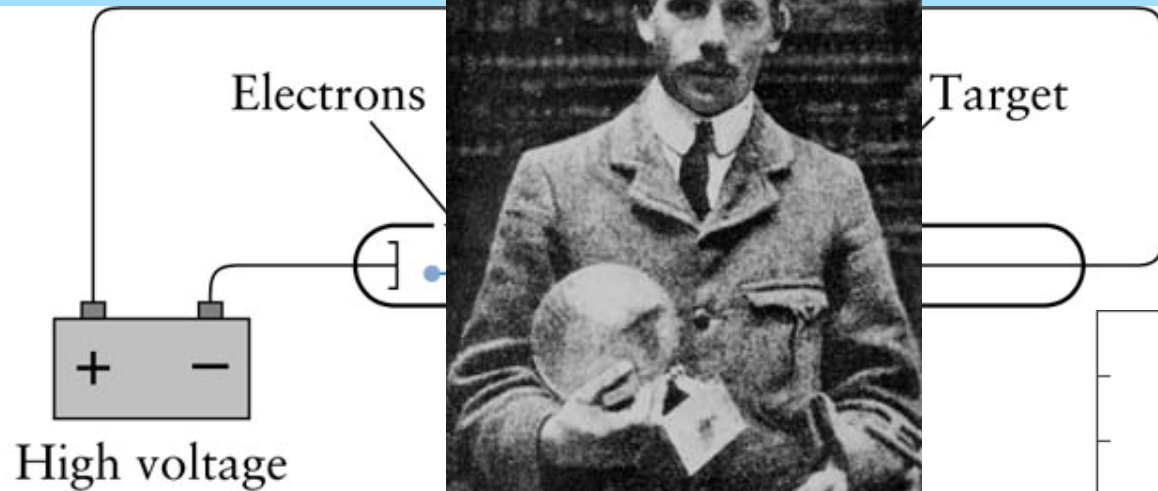 Electrons
Target
+ −
High voltage